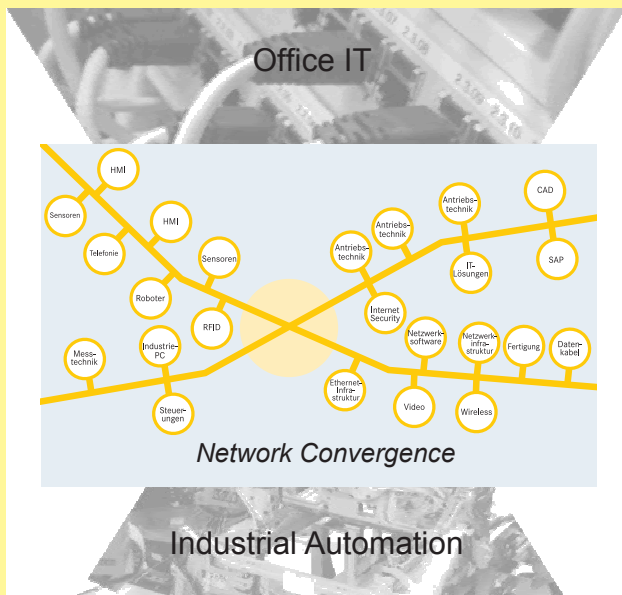 Office IT
HMI
Sensoren
HMI
Telefonie
Sensoren
Roboter
RFID
Mess-
technik
Industrie-
PC
Steuer-
ungen
Antriebs-
technik
Antriebs-
technik
Antriebs-
technik
CAD
IT-
Lösungen
SAP
Internet
Security
Netzwerk-
software
Netzwerk-
infra-
struktur
Fertigung
Daten-
kabel
Ethernet-
Infra-
struktur
Video
Wireless
Network Convergence
Industrial Automation